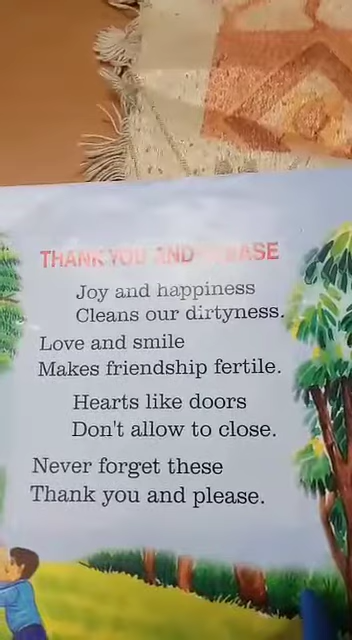 THANK YOU AND PLEASE
Joy and happiness
Cleans our dirtyness.
Love and smile
Makes friendship fertile.
Hearts like doors
Don't allow to close.
Never forget these
Thank you and please.